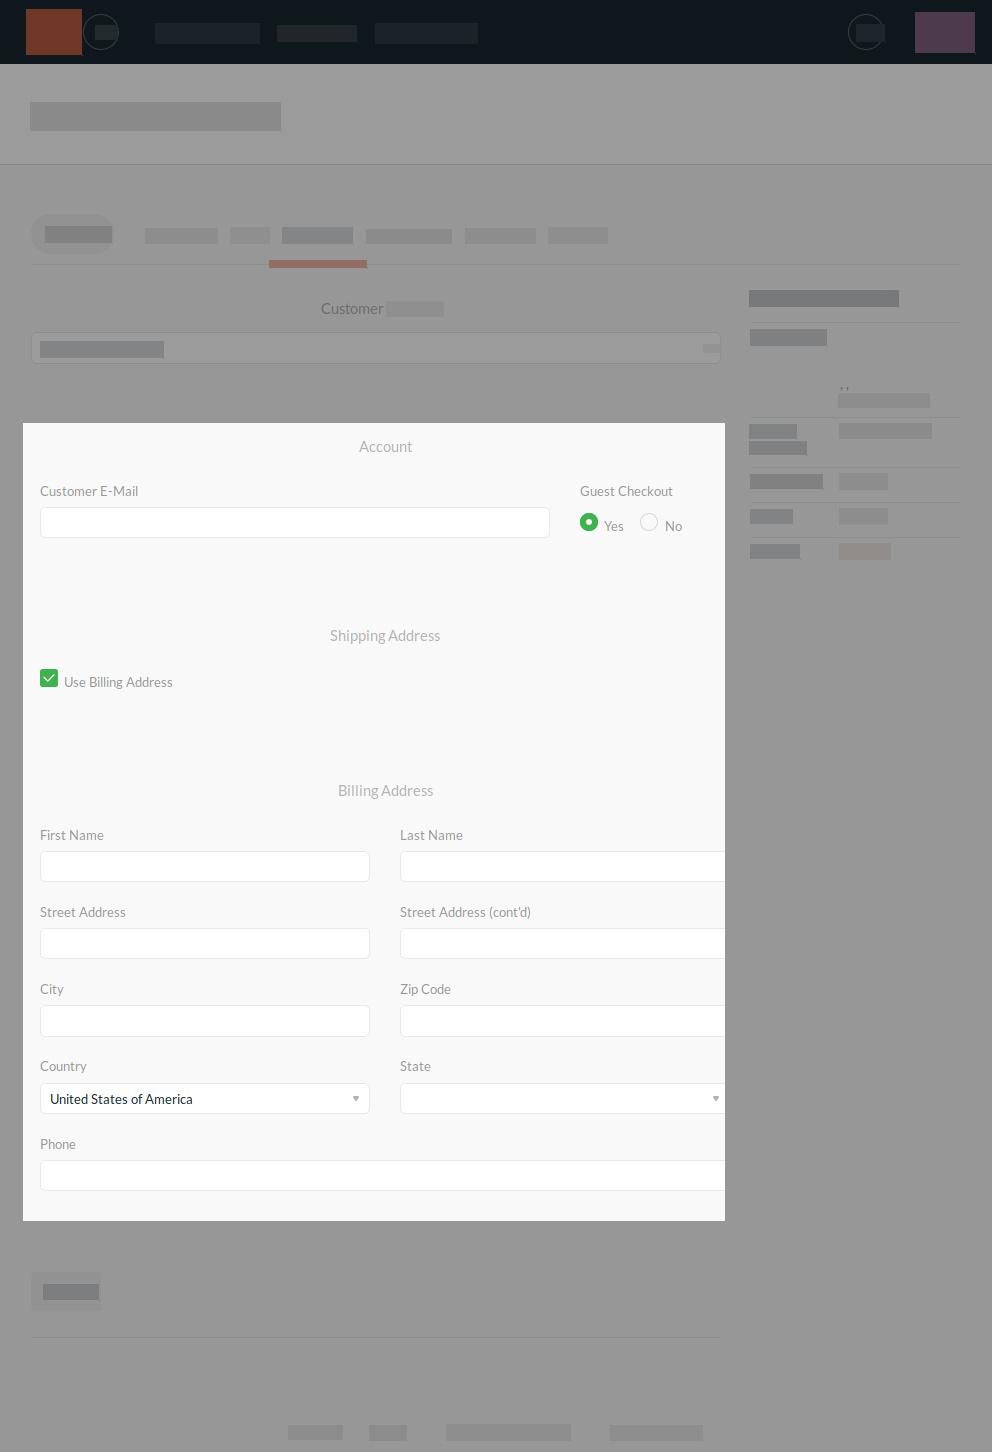 Customer
, ,
Account
Customer E-Mail
Guest Checkout
Yes
No
Shipping Address
Use Billing Address
Billing Address
First Name
Last Name
Street Address
Street Address (cont'd)
City
Zip Code
Country
State
United States of America
Phone